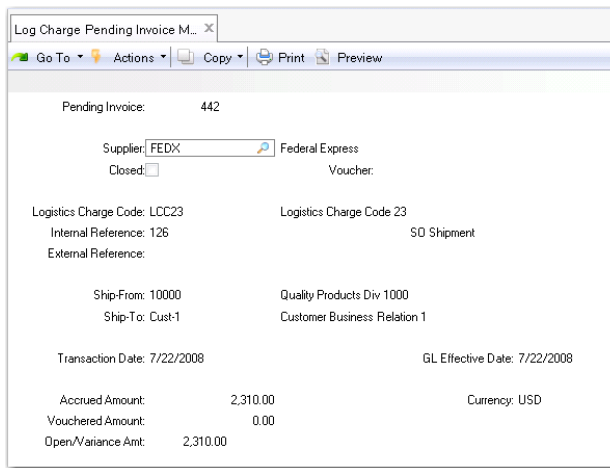 Log Charge Pending Invoice M...
Go To Actions Copy Print Preview
Pending Invoice: 442
Supplier: FEDX Federal Express
Closed: Voucher:
Logistics Charge Code: LCC23 Logistics Charge Code 23
Internal Reference: 126 SO Shipment
External Reference:
Ship-From: 10000 Quality Products Div 1000
Ship-To: Cust-1 Customer Business Relation 1
Transaction Date: 7/22/2008 GL Effective Date: 7/22/2008
Accrued Amount: 2,310.00 Currency: USD
Vouchered Amount: 0.00
Open/Variance Amt: 2,310.00